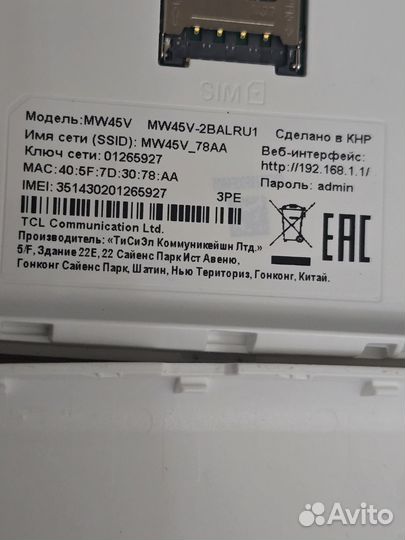 SIM
Модель:MW45V MW45V-2BALRU1 Сделано в КНР
Имя сети (SSID): MW45V_78AA
Веб-интерфейс:
Ключ сети: 01265927
http://192.168.1.1/
MAC: 40:5F:7D:30:78:AA
Пароль: admin
IMEI: 351430201265927 3PE
TCL Communication Ltd.
EAC
Производитель: «ТиСиЭл Коммуникейшн Лтд.»
5/F, Здание 22E, 22 Сайенс Парк Ист Авеню,
Гонконг Сайенс Парк, Шатин, Нью Териториз, Гонконг, Китай.
Avito